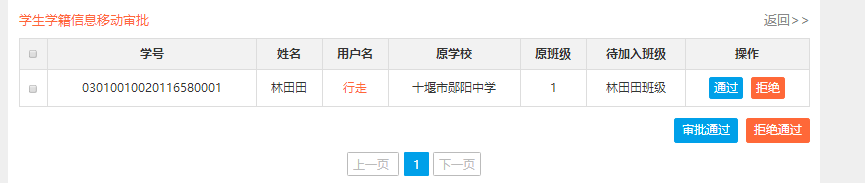 学生学籍信息移动审批 返回>>
学号 姓名 用户名 原学校 原班级 待加入班级 操作
03010010020116580001 林田田 行走 十堰市郧阳中学 1 林田田班级 通过 拒绝
审批通过 拒绝通过
上一页 1 下一页